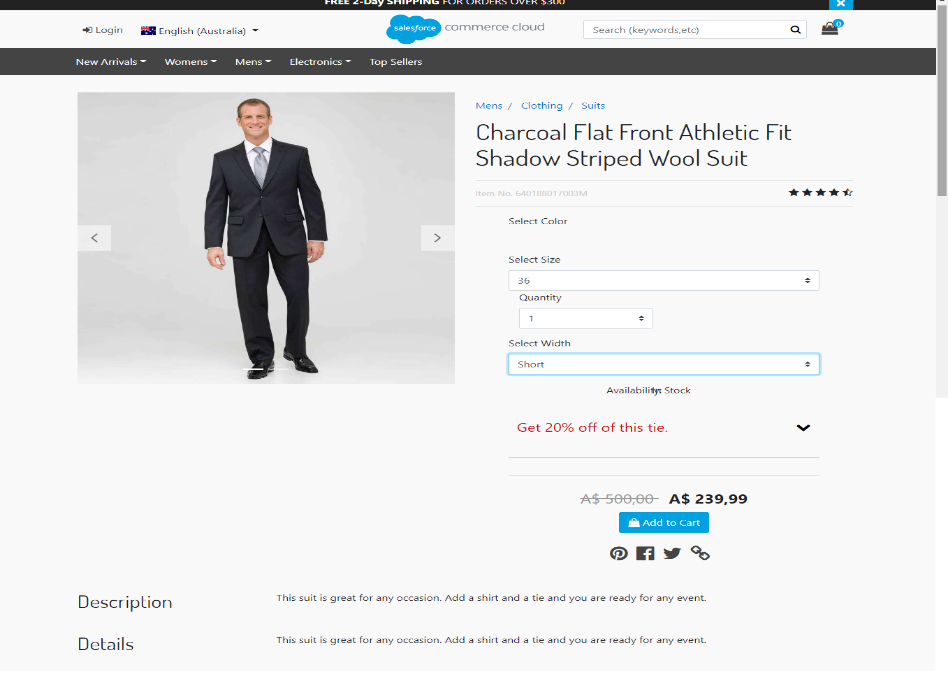 FREE 2-Day SHIPPING FOR ORDERS OVER $300
Login English (Australia) salesforce commerce cloud Search (keywords,etc) 0
New Arrivals Womens Mens Electronics Top Sellers
Mens / Clothing / Suits
Charcoal Flat Front Athletic Fit
Shadow Striped Wool Suit
Item No. 640188017003M
Select Color
Select Size
36
Quantity
1
Select Width
Short
Availability: In Stock
Get 20% off of this tie.
A$ 500,00 A$ 239,99
Add to Cart
Description This suit is great for any occasion. Add a shirt and a tie and you are ready for any event.
Details This suit is great for any occasion. Add a shirt and a tie and you are ready for any event.